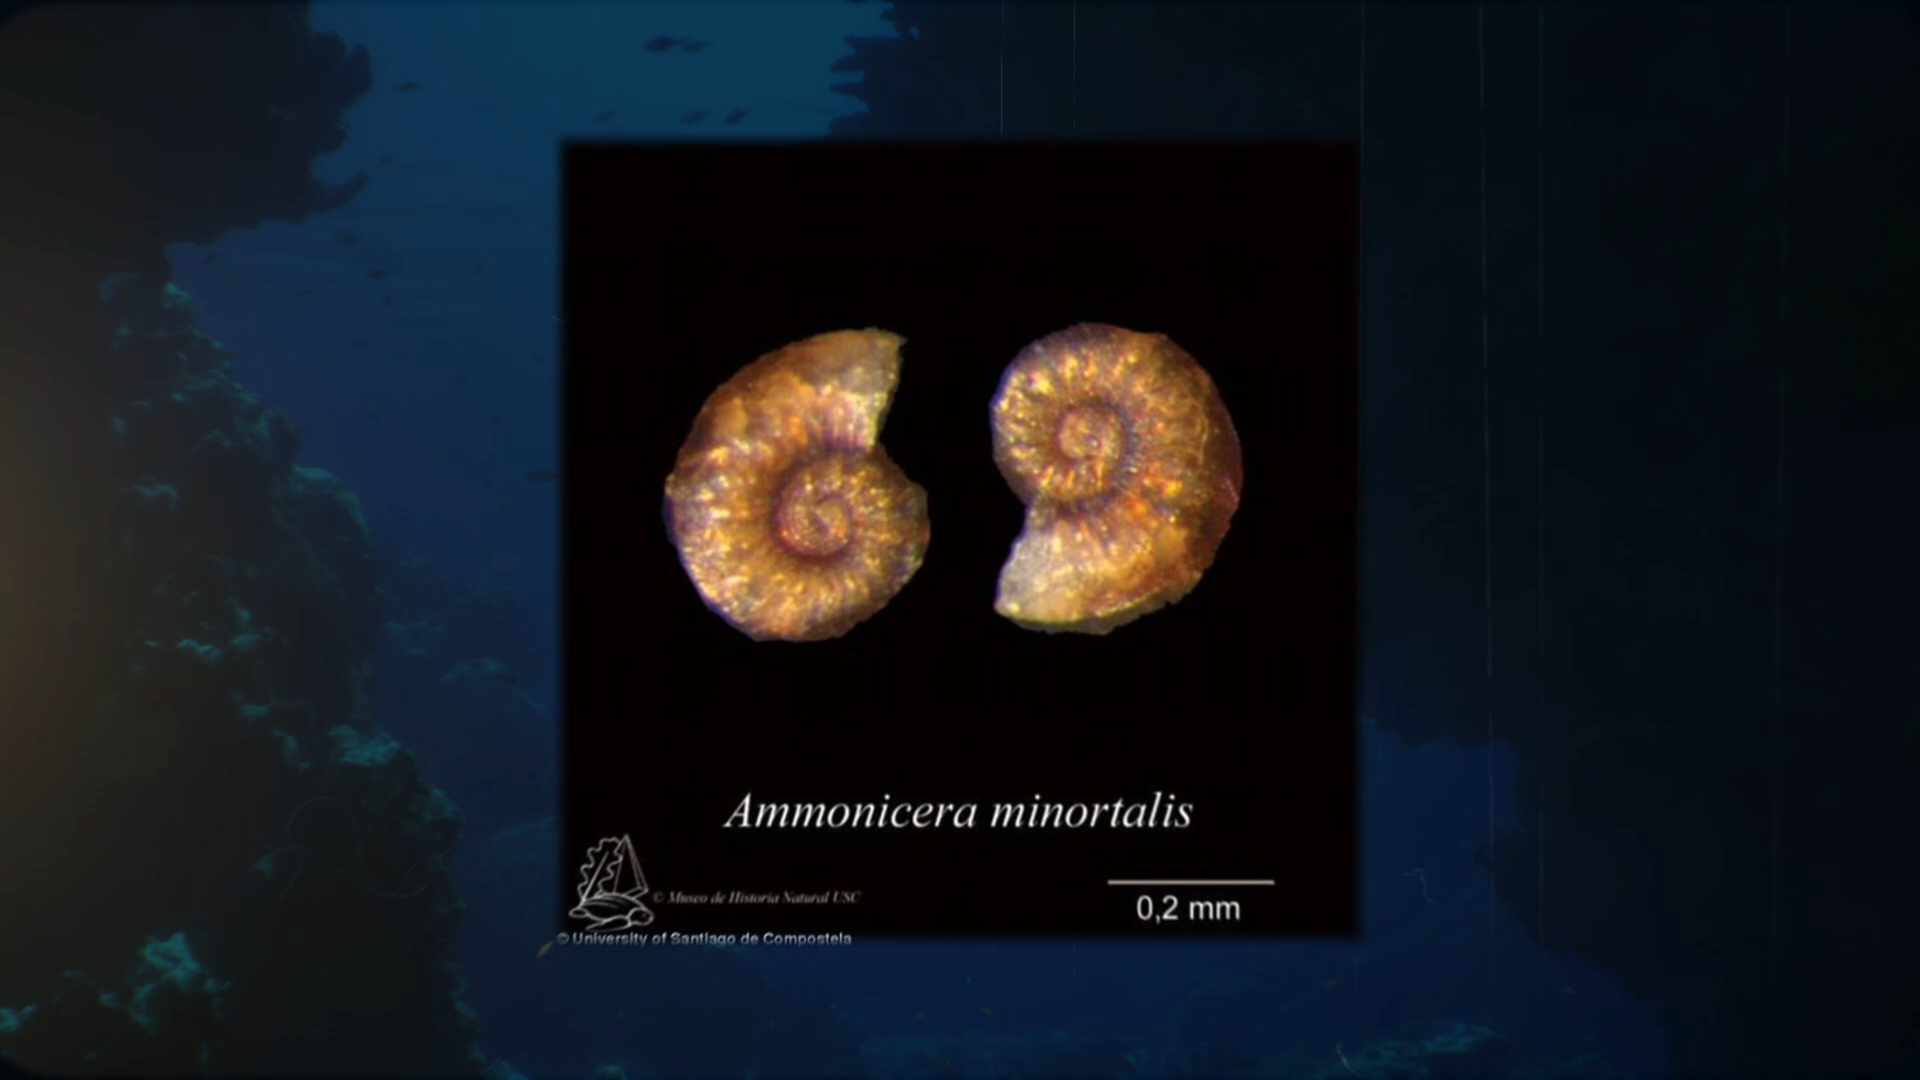 Ammonicera minortalis
© Museo de Historia Natural USC
0,2 mm
© University of Santiago de Compostela